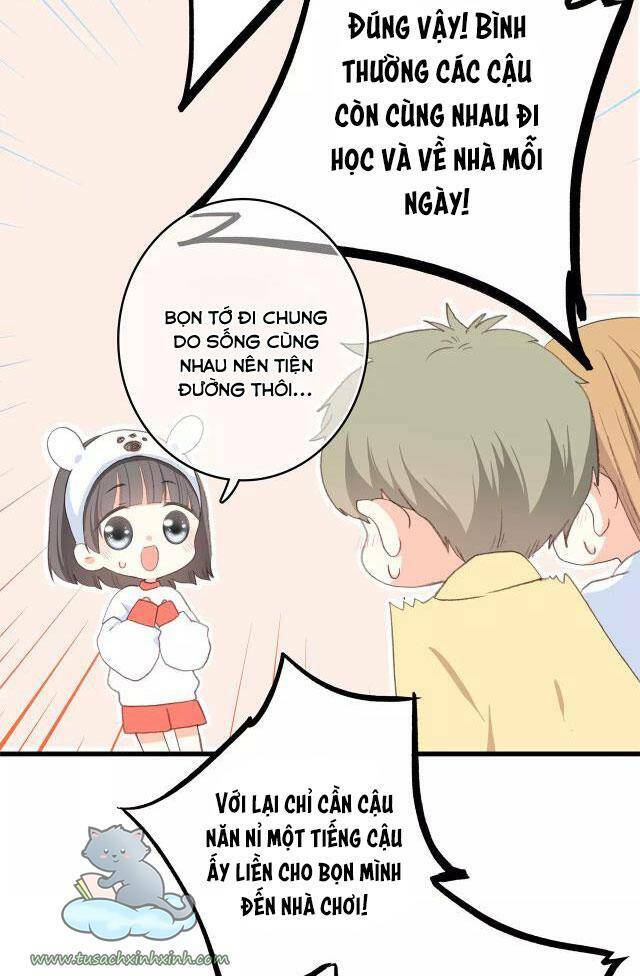 ĐÚNG VẬY! BÌNH
THƯỜNG CÁC CẬU
CÒN CÙNG NHAU ĐI
HỌC VÀ VỀ NHÀ MỖI
NGÀY!
BỌN TỚ ĐI CHUNG
DO SỐNG CÙNG
NHAU NÊN TIỆN
ĐƯỜNG THÔI...
VỚI LẠI CHỈ CẦN CẬU
NĂN NỈ MỘT TIẾNG CẬU
ẤY LIỀN CHO BỌN MÌNH
ĐẾN NHÀ CHƠI!
www.tusachxinhxinh.com